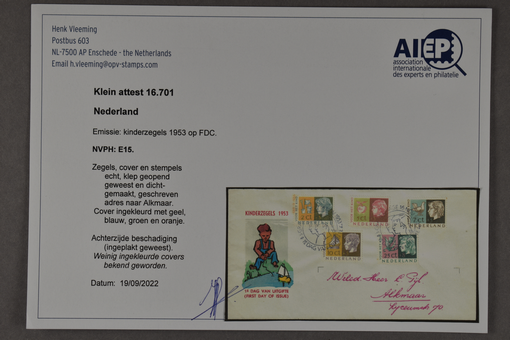 Henk Vleeming
Postbus 603
NL-7500 AP Enschede - the Netherlands
Email h.vleeming@opv-stamps.com
AIEP
association
internationale
des experts en philatelie
Klein attest 16.701
Nederland
Emissie: kinderzegels 1953 op FDC.
NVPH: E15.
Zegels, cover en stempels
echt, klep geopend
geweest en dicht-
gemaakt, geschreven
adres naar Alkmaar.
Cover ingekleurd met geel,
blauw, groen en oranje.
Achterzijde beschadiging
(ingeplakt geweest).
Weinig ingekleurde covers
bekend geworden.
Datum: 19/09/2022
KINDERZEGELS 1953
1e DAG VAN UITGIFTE
(FIRST DAY OF ISSUE)
NEDERLAND
NEDERLAND
NEDERLAND
NEDERLAND
NEDERLAND
Alkmaar